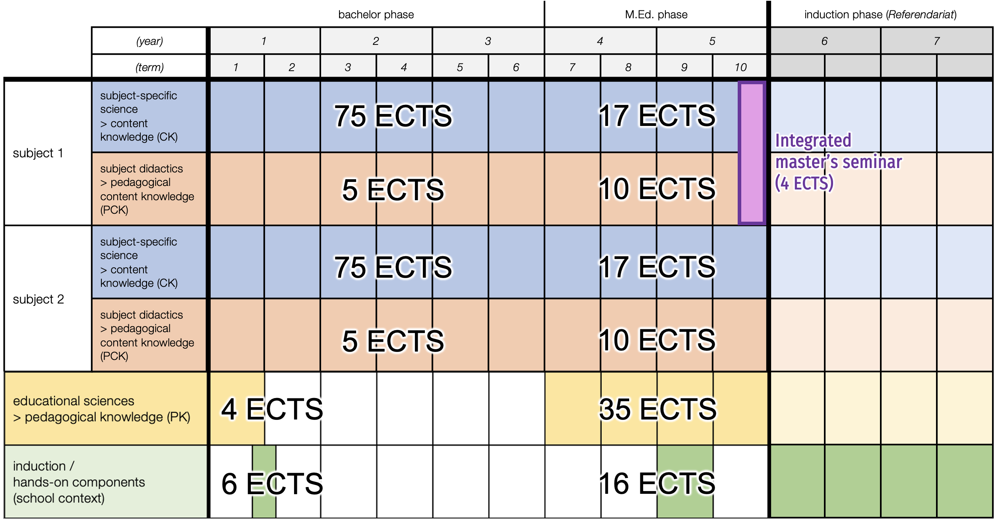 bachelor phase
M.Ed. phase
induction phase (Referendariat)
(year)
1
2
3
4
5
6
7
(term)
1
2
3
4
5
6
7
8
9
10
subject 1
subject-specific
science
> content
knowledge (CK)
75 ECTS
17 ECTS
subject didactics
> pedagogical
content knowledge
(PCK)
5 ECTS
10 ECTS
Integrated
master's seminar
(4 ECTS)
subject 2
subject-specific
science
> content
knowledge (CK)
75 ECTS
17 ECTS
subject didactics
> pedagogical
content knowledge
(PCK)
5 ECTS
10 ECTS
educational sciences
> pedagogical knowledge (PK)
4 ECTS
35 ECTS
induction /
hands-on components
(school context)
6 ECTS
16 ECTS